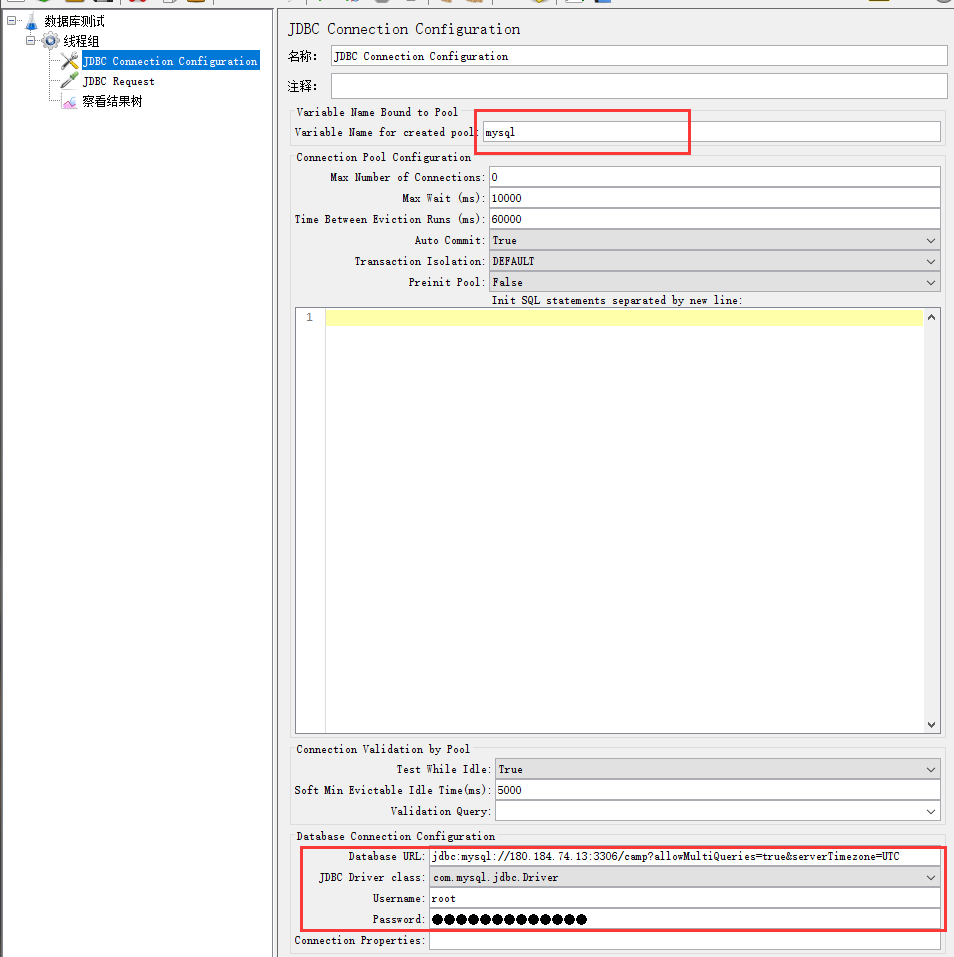 数据库测试
线程组
JDBC Connection Configuration
JDBC Request
察看结果树
JDBC Connection Configuration
名称： JDBC Connection Configuration
注释：
Variable Name Bound to Pool
Variable Name for created pool: mysql
Connection Pool Configuration
Max Number of Connections: 0
Max Wait (ms): 10000
Time Between Eviction Runs (ms): 60000
Auto Commit: True
Transaction Isolation: DEFAULT
Preinit Pool: False
Init SQL statements separated by new line:
1
Connection Validation by Pool
Test While Idle: True
Soft Min Evictable Idle Time(ms): 5000
Validation Query:
Database Connection Configuration
Database URL: jdbc:mysql://180.184.74.13:3306/camp?allowMultiQueries=true&serverTimezone=UTC
JDBC Driver class: com.mysql.jdbc.Driver
Username: root
Password: ●●●●●●●●●●●●●
Connection Properties: